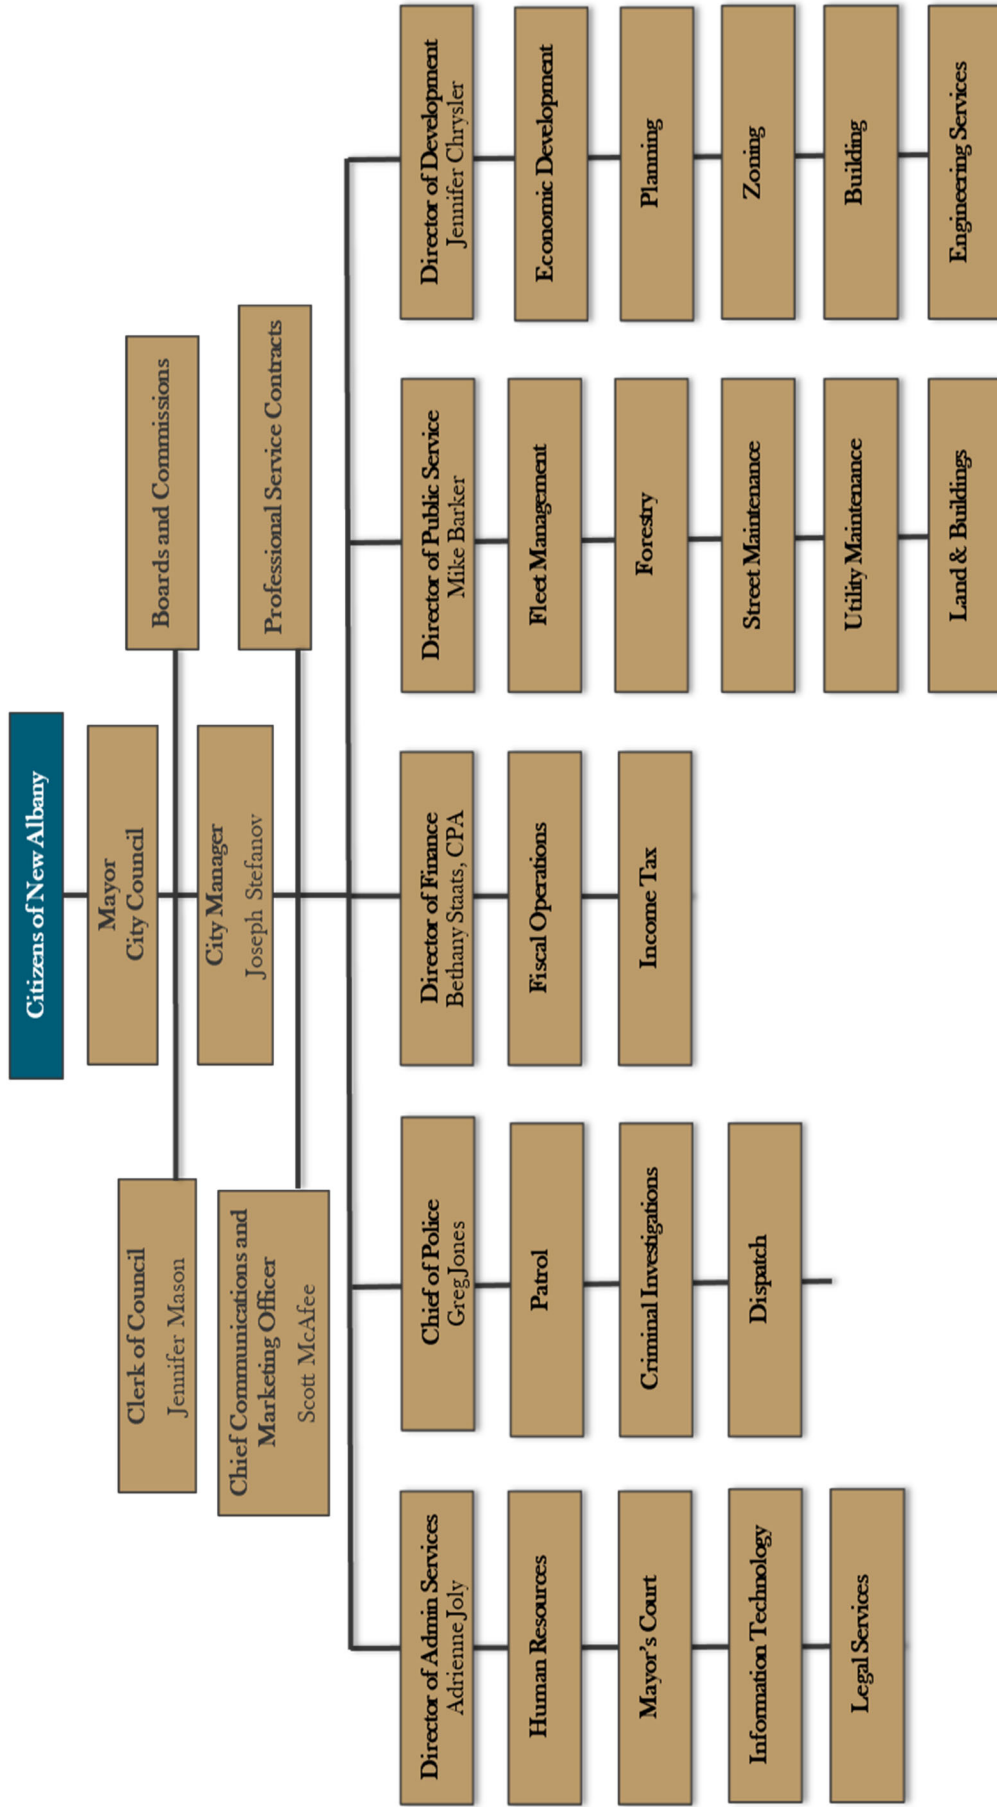 Citizens of New Albany
Mayor
City Council
Clerk of Council
Jennifer Mason
Boards and Commissions
City Manager
Joseph Stefanov
Chief Communications and
Marketing Officer
Scott McAfee
Professional Service Contracts
Director of Admin Services
Adrienne Joly
Human Resources
Mayor's Court
Information Technology
Legal Services
Chief of Police
Greg Jones
Patrol
Criminal Investigations
Dispatch
Director of Finance
Bethany Staats, CPA
Fiscal Operations
Income Tax
Director of Public Service
Mike Barker
Fleet Management
Forestry
Street Maintenance
Utility Maintenance
Land & Buildings
Director of Development
Jennifer Chrysler
Economic Development
Planning
Zoning
Building
Engineering Services